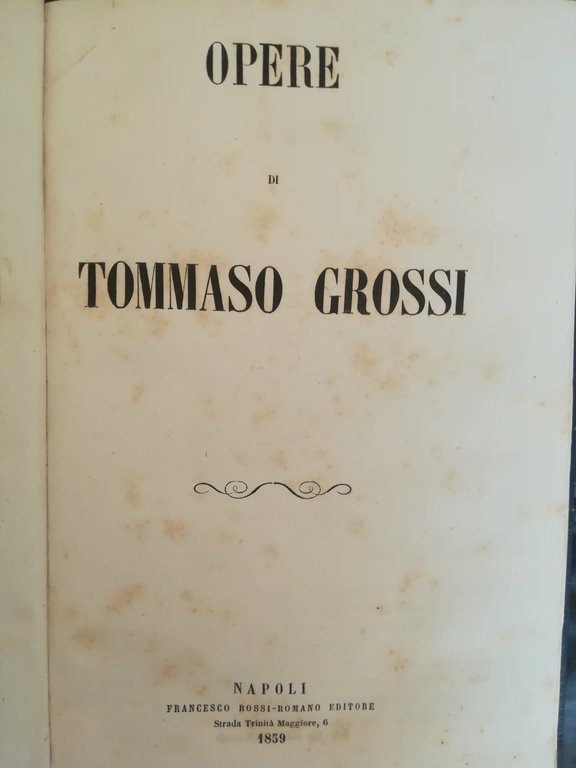 OPERE
DI
TOMMASO GROSSI
NAPOLI
FRANCESCO ROSSI-ROMANO EDITORE
Strada Trinità Maggiore, 6
1859